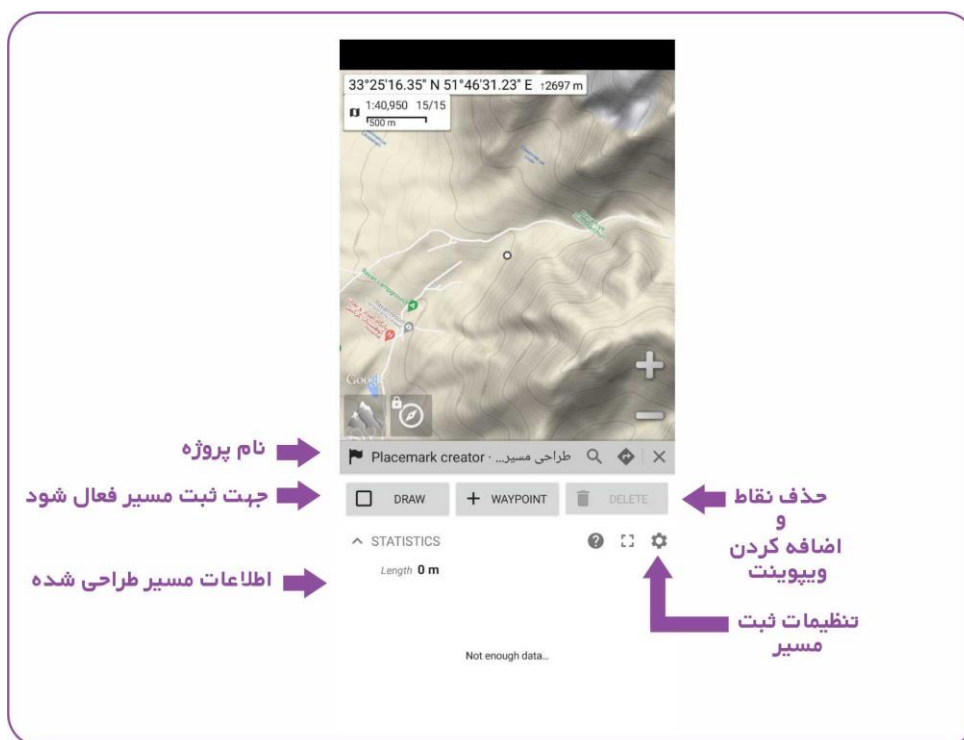 33°25'16.35" N 51°46'31.23" E ↑2697 m
1:40,950 15/15
500 m
Rayan campground
Google
نام پروژه
Placemark creator · طراحی مسیر...
جهت ثبت مسیر فعال شود
DRAW
+ WAYPOINT
DELETE
حذف نقاط
و
اضافه کردن
ویپوینت
STATISTICS
Length 0 m
اطلاعات مسیر طراحی شده
تنظیمات ثبت
مسیر
Not enough data...